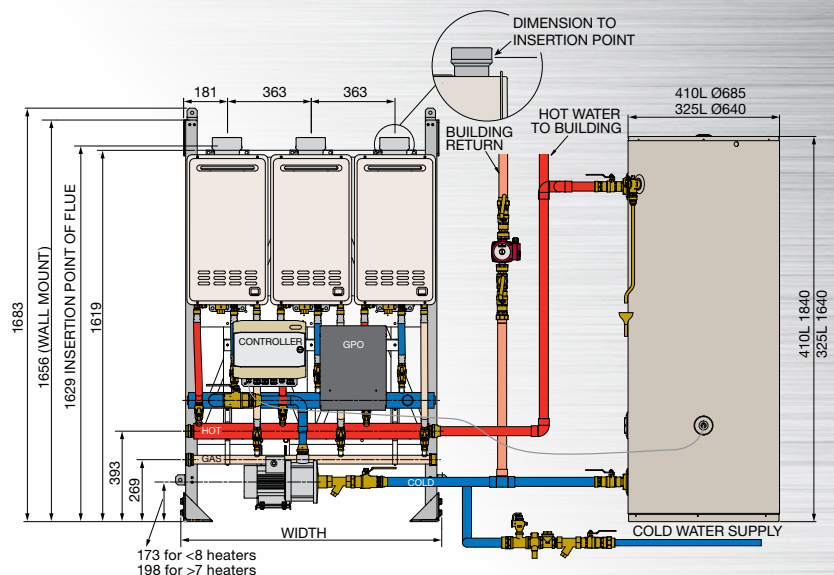 DIMENSION TO
INSERTION POINT
181
363
363
410L Ø685
325L Ø640
BUILDING
RETURN
HOT WATER
TO BUILDING
1683
1656 (WALL MOUNT)
1629 INSERTION POINT OF FLUE
1619
410L 1840
325L 1640
CONTROLLER
GPO
HOT
GAS
COLD
393
269
WIDTH
COLD WATER SUPPLY
173 for <8 heaters
198 for >7 heaters